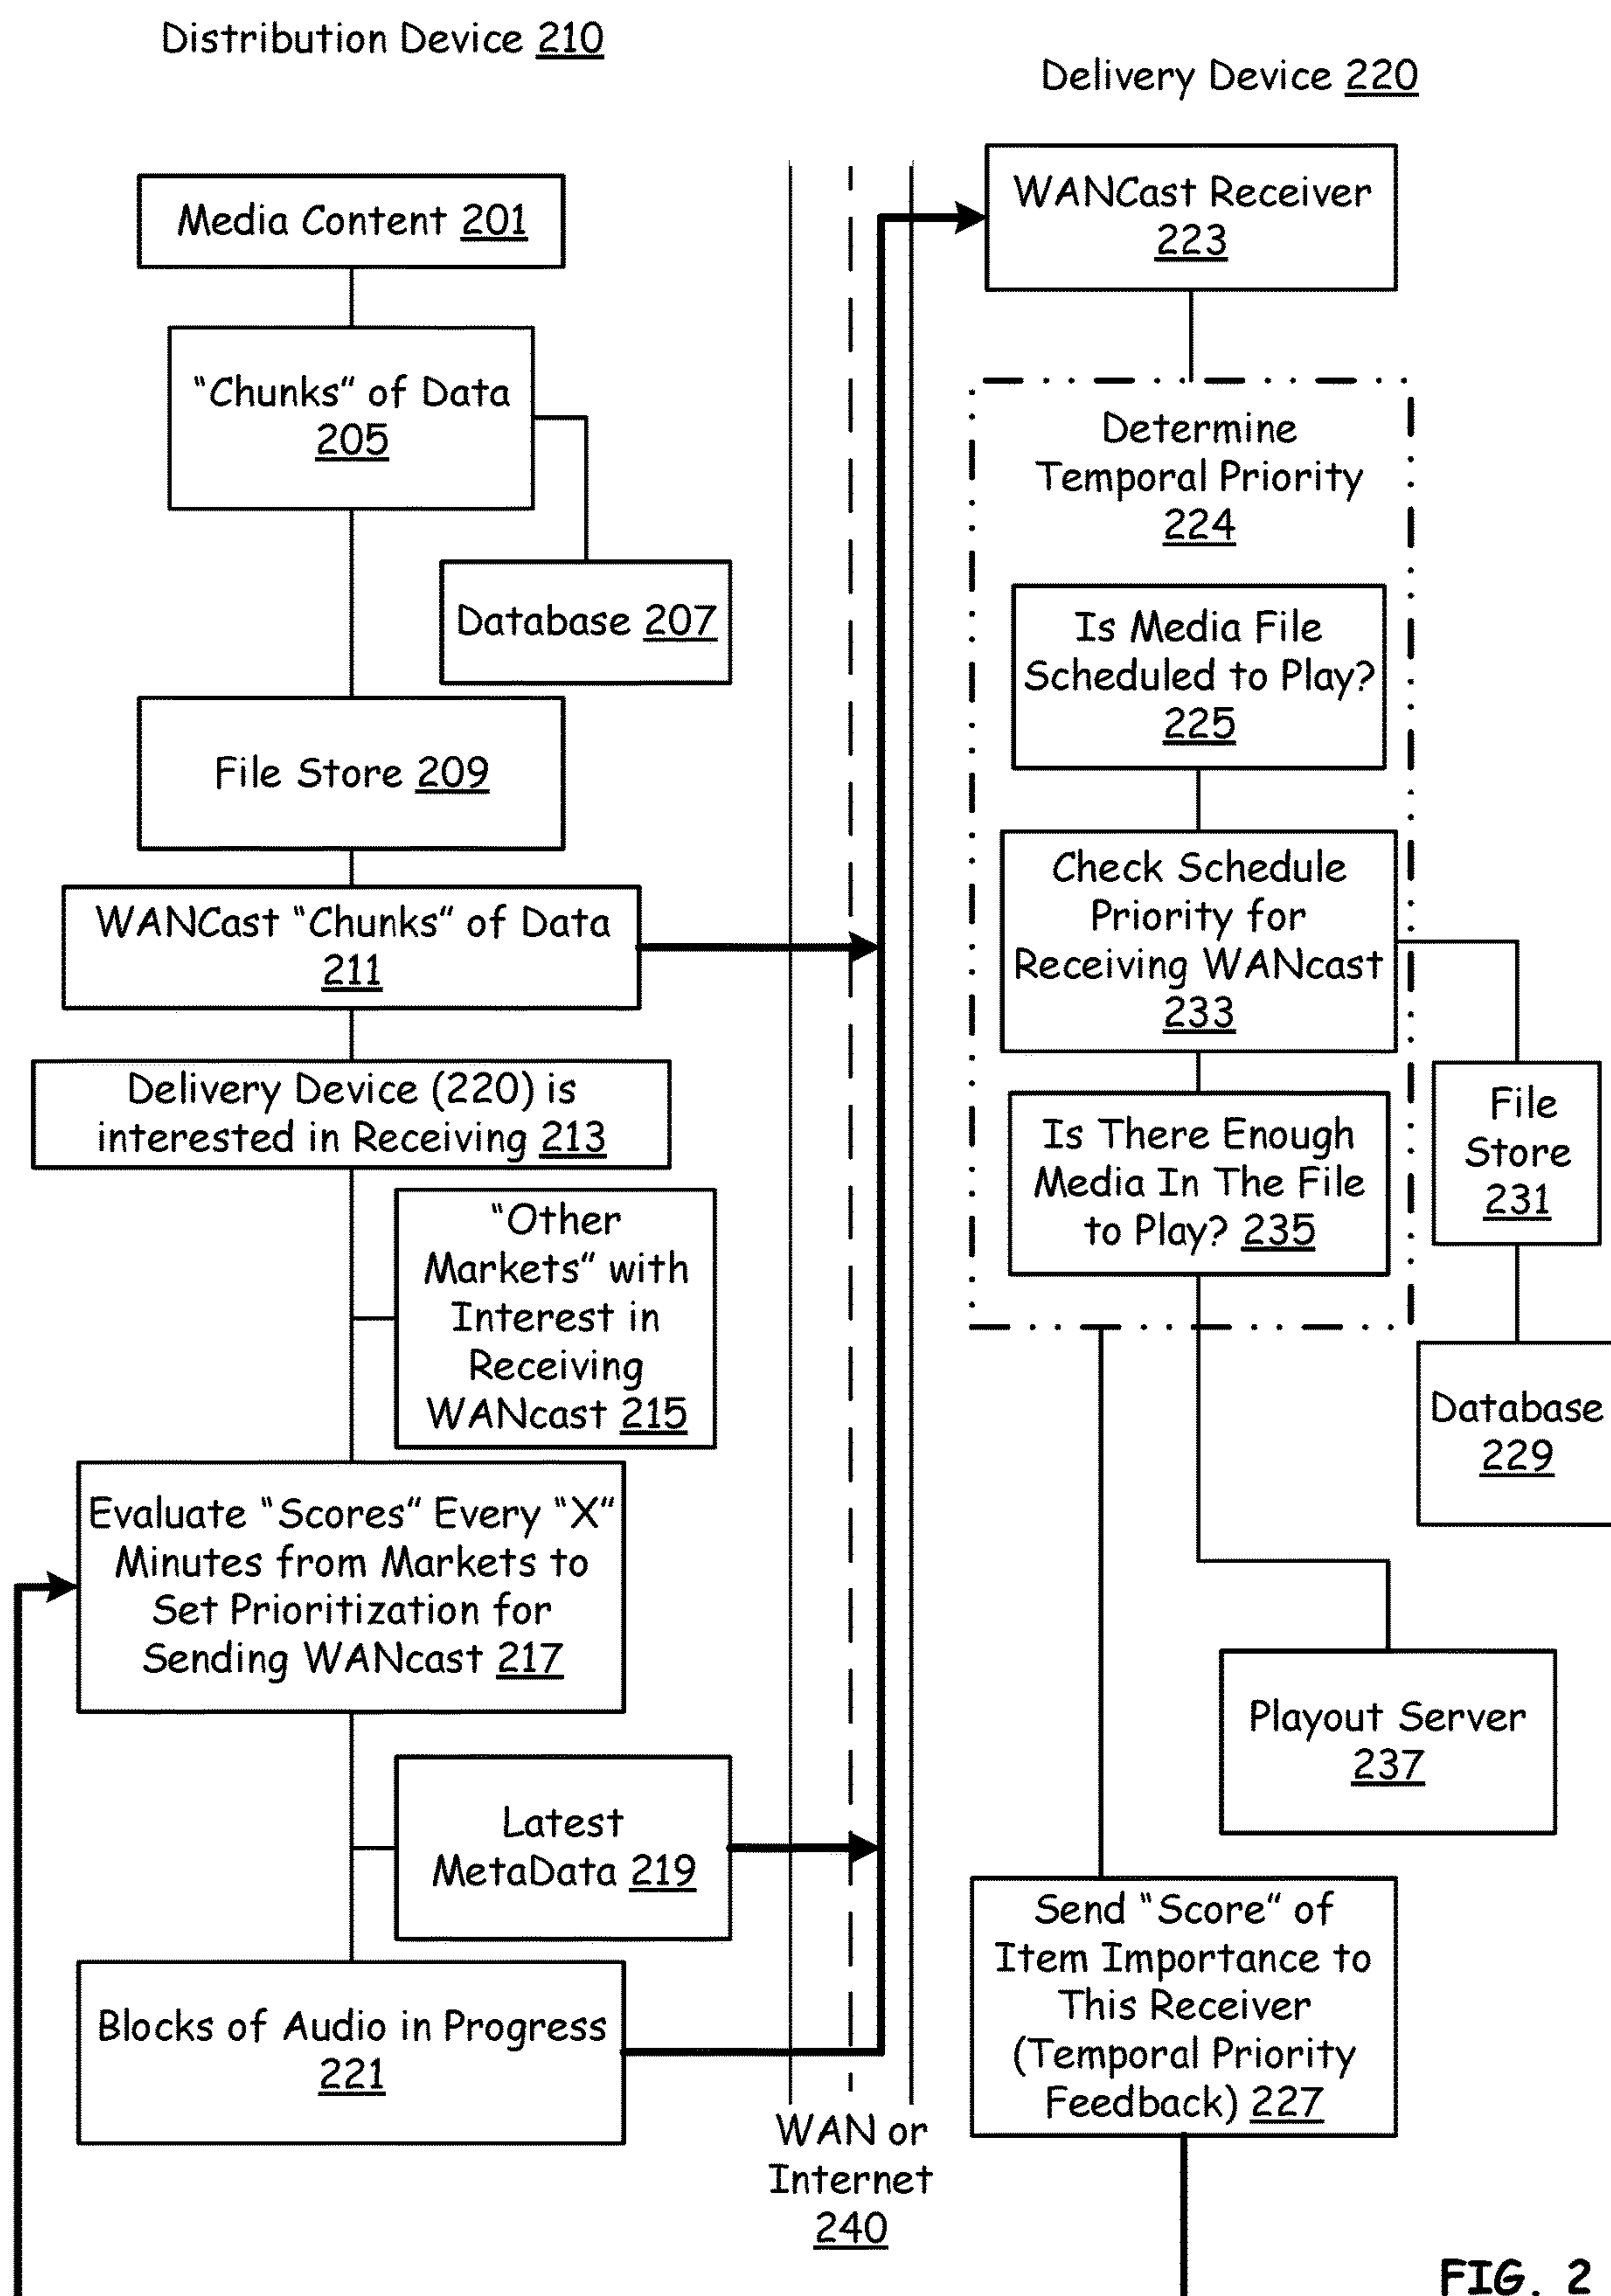 Distribution Device 210
Delivery Device 220
Media Content 201
"Chunks" of Data
205
Database 207
File Store 209
WANCast "Chunks" of Data
211
Delivery Device (220) is
interested in Receiving 213
"Other
Markets" with
Interest in
Receiving
WANcast 215
Evaluate "Scores" Every "X"
Minutes from Markets to
Set Prioritization for
Sending WANcast 217
Latest
MetaData 219
Blocks of Audio in Progress
221
WAN or
Internet
240
WANCast Receiver
223
Determine
Temporal Priority
224
Is Media File
Scheduled to Play?
225
Check Schedule
Priority for
Receiving WANcast
233
Is There Enough
Media In The File
to Play? 235
File
Store
231
Database
229
Playout Server
237
Send "Score" of
Item Importance to
This Receiver
(Temporal Priority
Feedback) 227
FIG. 2